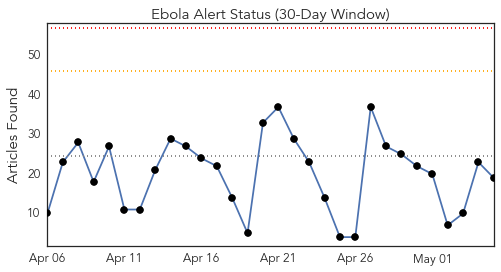 Ebola Alert Status (30-Day Window)
Articles Found
50
40
30
20
10
Apr 06
Apr 11
Apr 16
Apr 21
Apr 26
May 01